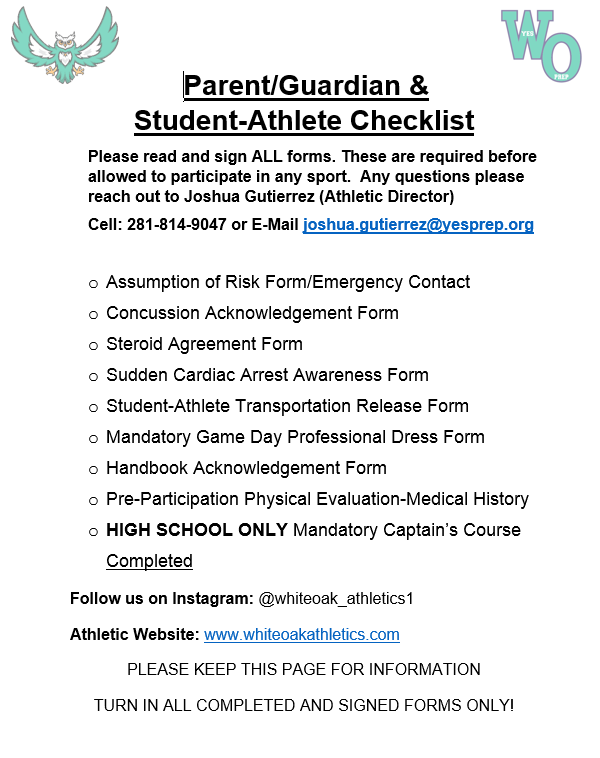 YES
WO
PREP
Parent/Guardian &
Student-Athlete Checklist
Please read and sign ALL forms. These are required before
allowed to participate in any sport.  Any questions please
reach out to Joshua Gutierrez (Athletic Director)
Cell: 281-814-9047 or E-Mail joshua.gutierrez@yesprep.org
o Assumption of Risk Form/Emergency Contact
o Concussion Acknowledgement Form
o Steroid Agreement Form
o Sudden Cardiac Arrest Awareness Form
o Student-Athlete Transportation Release Form
o Mandatory Game Day Professional Dress Form
o Handbook Acknowledgement Form
o Pre-Participation Physical Evaluation-Medical History
o HIGH SCHOOL ONLY Mandatory Captain’s Course
Completed
Follow us on Instagram: @whiteoak_athletics1
Athletic Website: www.whiteoakathletics.com
PLEASE KEEP THIS PAGE FOR INFORMATION
TURN IN ALL COMPLETED AND SIGNED FORMS ONLY!